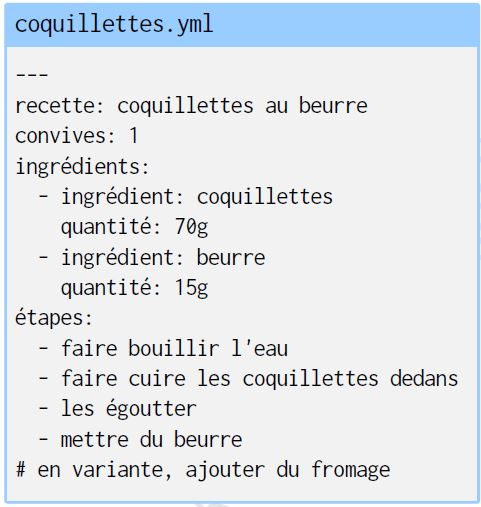 coquillettes.yml
---
recette: coquillettes au beurre
convives: 1
ingrédients:
  - ingrédient: coquillettes
    quantité: 70g
  - ingrédient: beurre
    quantité: 15g
étapes:
  - faire bouillir l'eau
  - faire cuire les coquillettes dedans
  - les égoutter
  - mettre du beurre
# en variante, ajouter du fromage